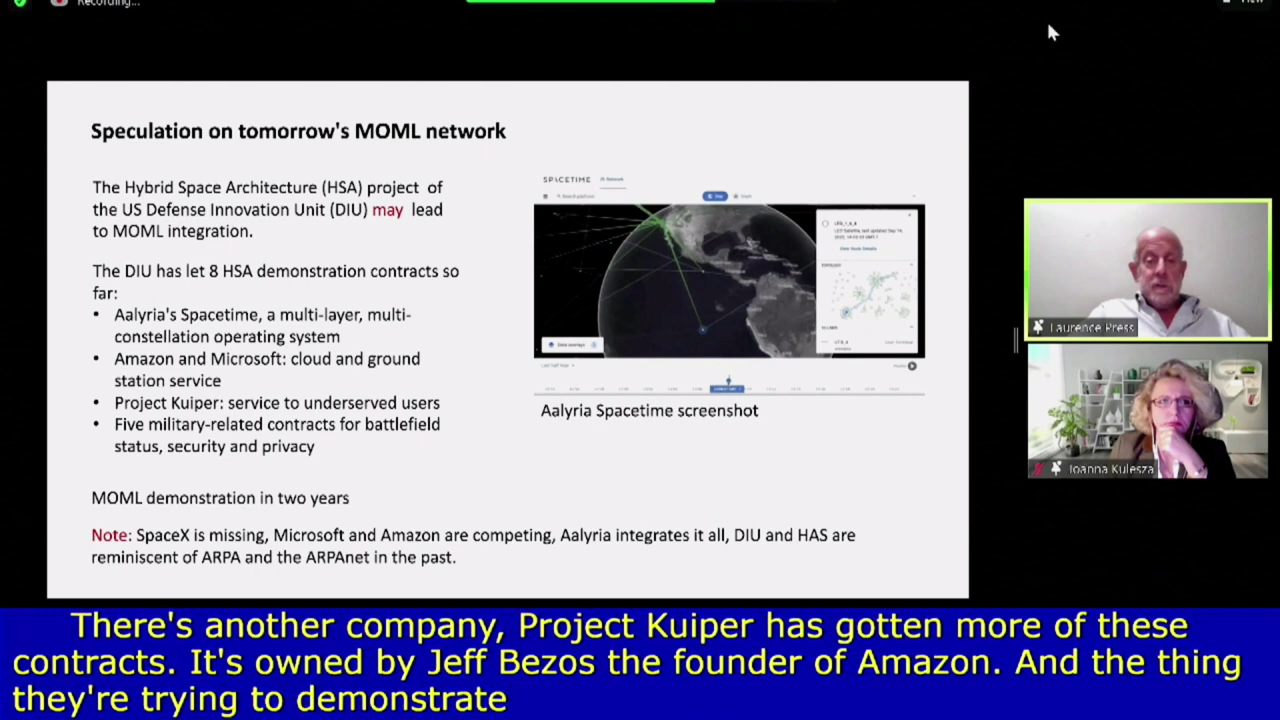 Recording...
View
Speculation on tomorrow's MOML network
The Hybrid Space Architecture (HSA) project of
the US Defense Innovation Unit (DIU) may lead
to MOML integration.
The DIU has let 8 HSA demonstration contracts so
far:
• Aalyria's Spacetime, a multi-layer, multi-
constellation operating system
• Amazon and Microsoft: cloud and ground
station service
• Project Kuiper: service to underserved users
• Five military-related contracts for battlefield
status, security and privacy
MOML demonstration in two years
Note: SpaceX is missing, Microsoft and Amazon are competing, Aalyria integrates it all, DIU and HAS are
reminiscent of ARPA and the ARPAnet in the past.
SPACETIME
Network
Aalyria Spacetime screenshot
Laurence Press
Joanna Kulesza
There's another company, Project Kuiper has gotten more of these
contracts. It's owned by Jeff Bezos the founder of Amazon. And the thing
they're trying to demonstrate